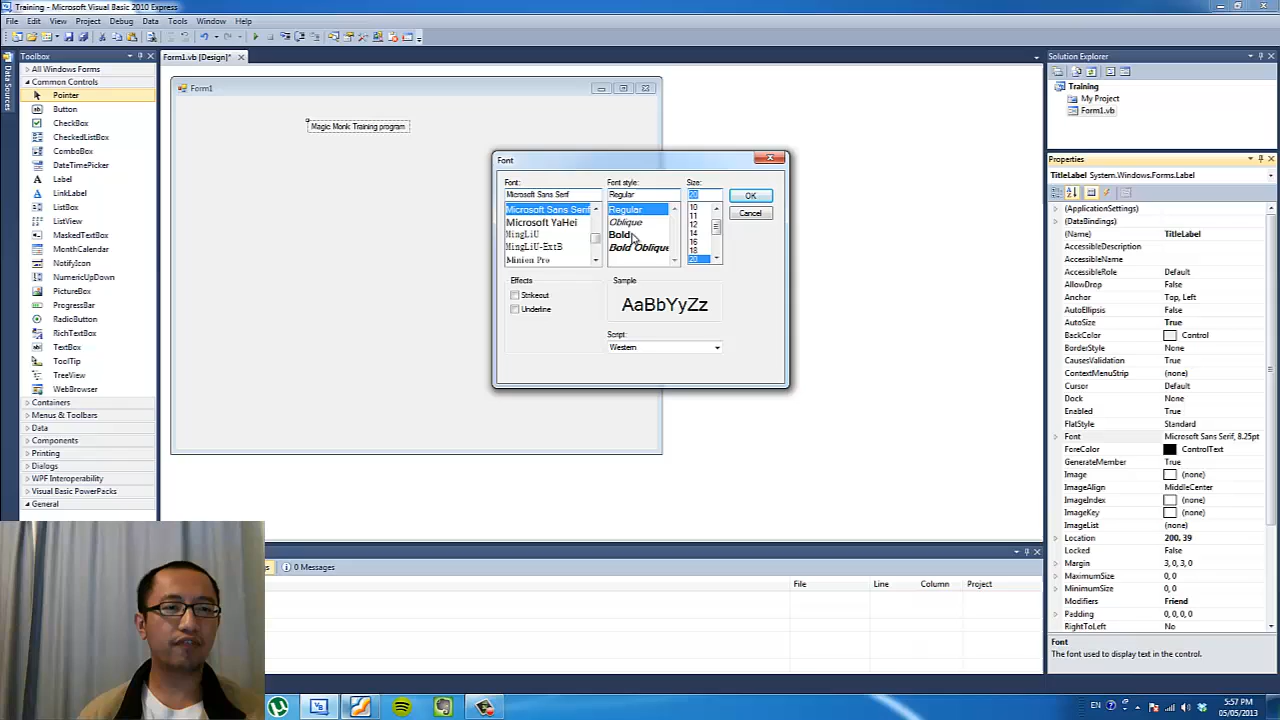 Training - Microsoft Visual Basic 2010 Express
File Edit View Project Debug Data Tools Window Help
Toolbox
All Windows Forms
Common Controls
Pointer
Button
CheckBox
CheckedListBox
ComboBox
DateTimePicker
Label
LinkLabel
ListBox
ListView
MaskedTextBox
MonthCalendar
NotifyIcon
NumericUpDown
PictureBox
ProgressBar
RadioButton
RichTextBox
TextBox
ToolTip
TreeView
WebBrowser
Containers
Menus & Toolbars
Data
Components
Printing
Dialogs
WPF Interoperability
Visual Basic PowerPacks
General
Data Sources
Form1.vb [Design]*
Form1
Magic Monk Training program
Font
Font: Font style: Size:
Microsoft Sans Serif Regular 20
Microsoft Sans Serif
Microsoft YaHei
MingLiU
MingLiU-ExtB
Minion Pro
Regular
Oblique
Bold
Bold Oblique
10
11
12
14
16
18
20
OK
Cancel
Effects
Strikeout
Underline
Sample
AaBbYyZz
Script:
Western
0 Messages
File Line Column Project
Solution Explorer
Training
My Project
Form1.vb
Properties
TitleLabel System.Windows.Forms.Label
(ApplicationSettings)
(DataBindings)
(Name) TitleLabel
AccessibleDescription
AccessibleName
AccessibleRole Default
AllowDrop False
Anchor Top, Left
AutoEllipsis False
AutoSize True
BackColor Control
BorderStyle None
CausesValidation True
ContextMenuStrip (none)
Cursor Default
Dock None
Enabled True
FlatStyle Standard
Font Microsoft Sans Serif, 8.25pt
ForeColor ControlText
GenerateMember True
Image (none)
ImageAlign MiddleCenter
ImageIndex (none)
ImageKey (none)
ImageList (none)
Location 200, 39
Locked False
Margin 3, 0, 3, 0
MaximumSize 0, 0
MinimumSize 0, 0
Modifiers Friend
Padding 0, 0, 0, 0
RightToLeft No
Font
The font used to display text in the control.
EN
5:57 PM
05/05/2013